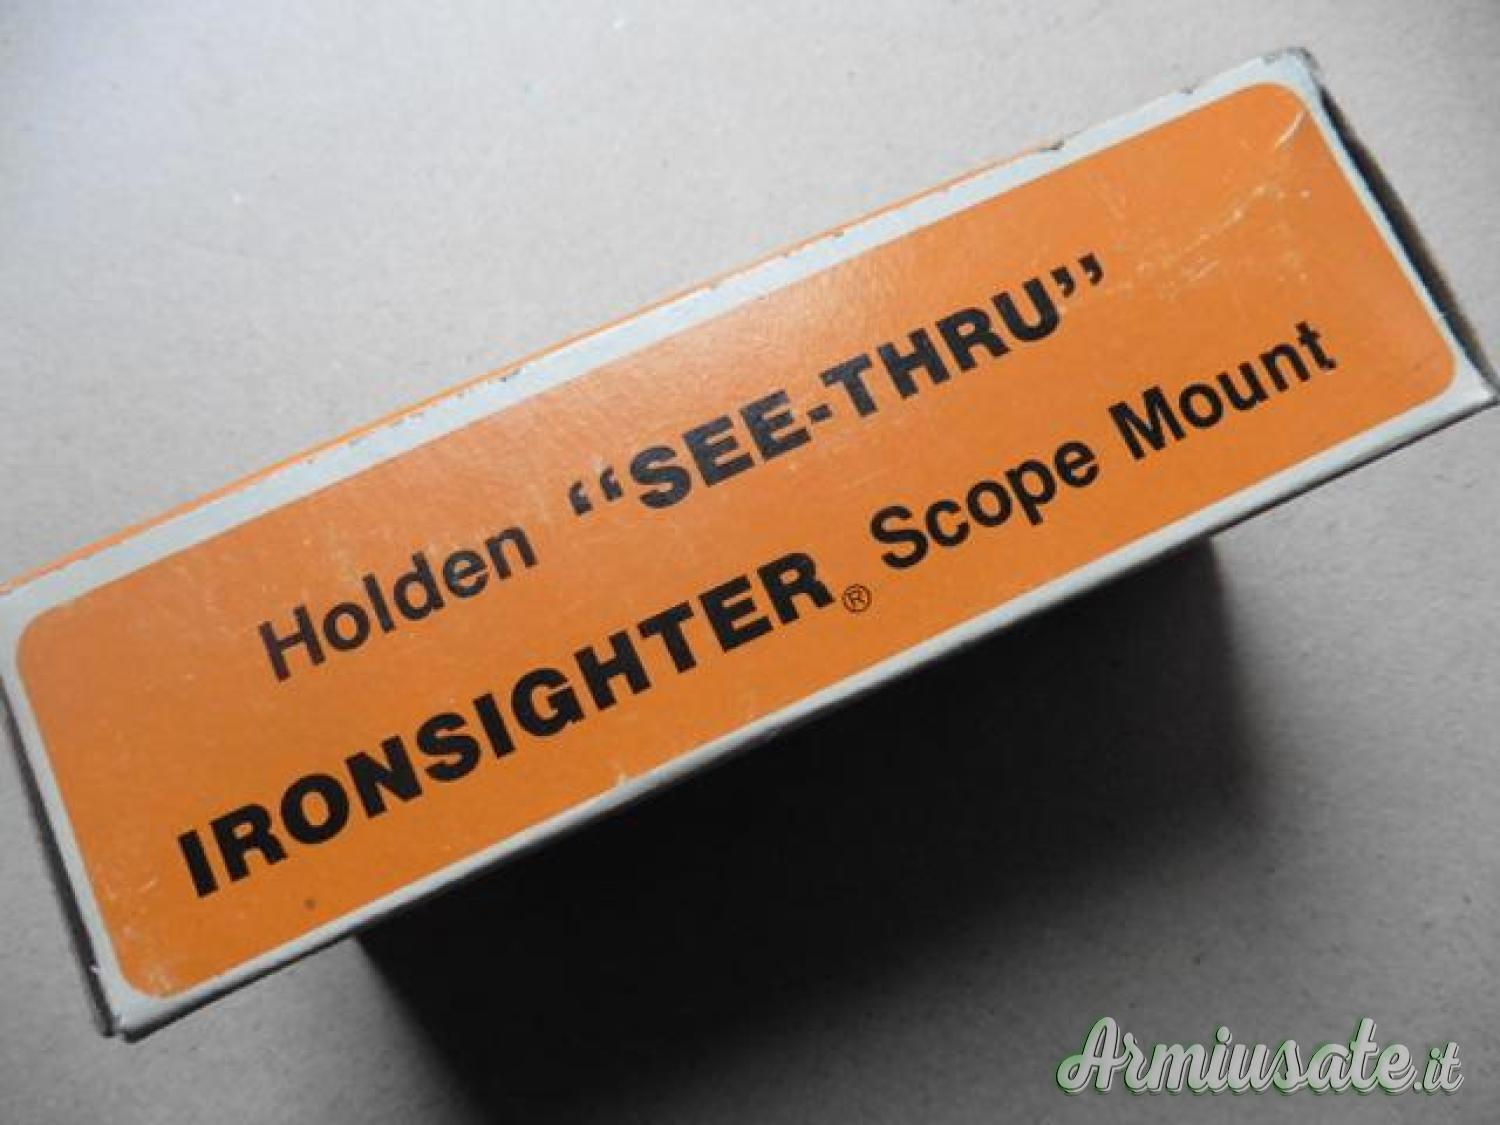 Holden “SEE-THRU”
IRONSIGHTER® Scope Mount
Armiusate.it